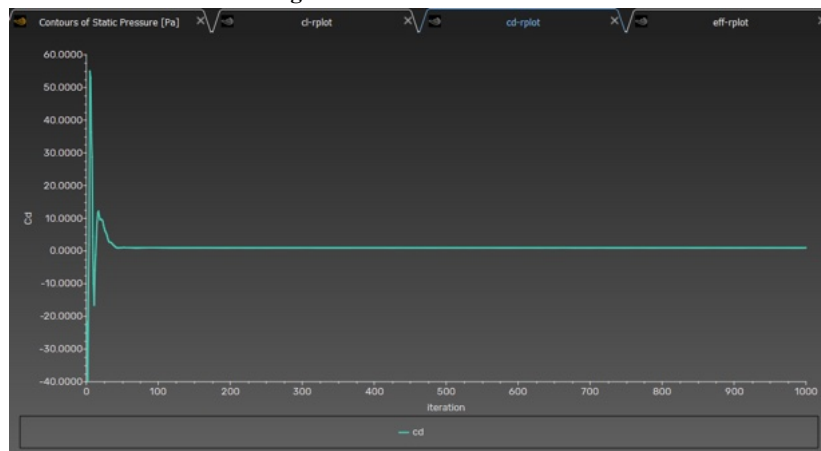 Contours of Static Pressure [Pa]
cl-rplot
cd-rplot
eff-rplot
60.0000
50.0000
40.0000
30.0000
20.0000
10.0000
0.0000
-10.0000
-20.0000
-30.0000
-40.0000
Cd
0 100 200 300 400 500 600 700 800 900 1000
iteration
cd